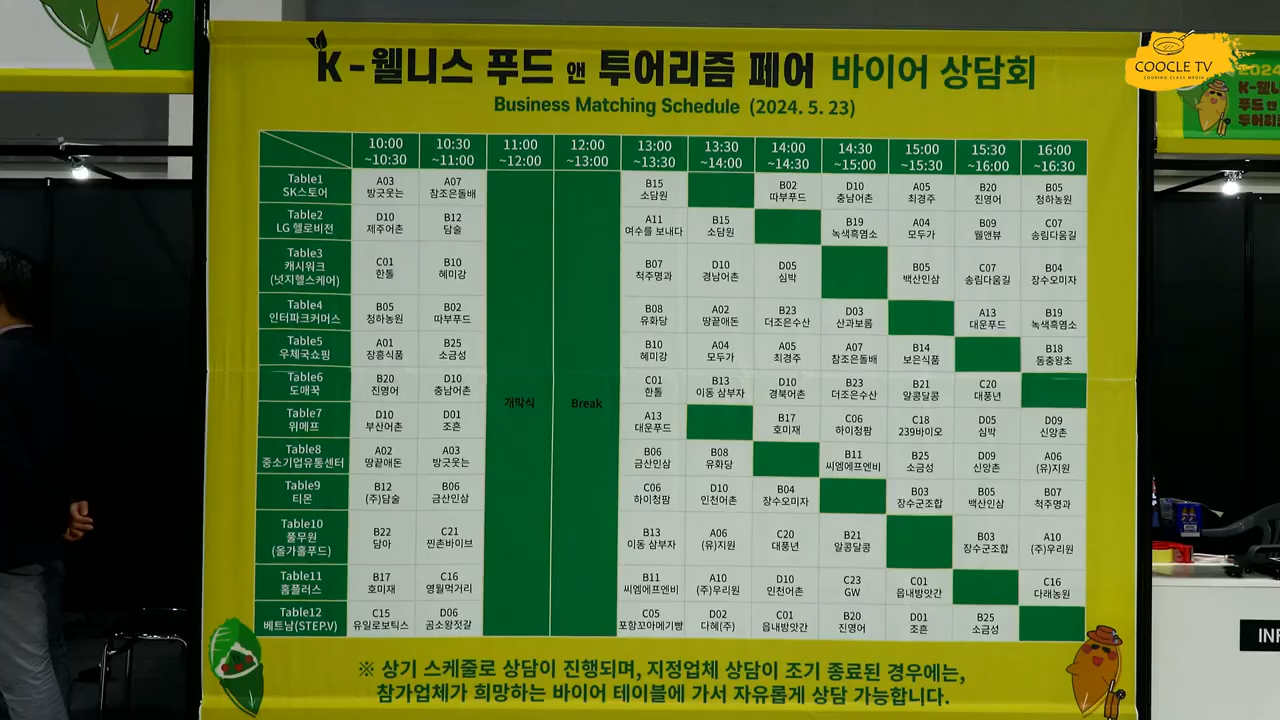 K-웰니스 푸드 앤 투어리즘 페어 바이어 상담회
Business Matching Schedule (2024. 5. 23)
COOCLE TV
COOKING CLASS MEDIA
2024
K-웰니
푸드 앤
투어리즈
10:00 ~10:30 10:30 ~11:00 11:00 ~12:00 12:00 ~13:00 13:00 ~13:30 13:30 ~14:00 14:00 ~14:30 14:30 ~15:00 15:00 ~15:30 15:30 ~16:00 16:00 ~16:30
Table1 A03 A07 B15 B02 D10 A05 B20 B05
SK스토어 방긋웃는 참조은돌배 소담원 따부푸드 충남어촌 최경주 진영어 청하농원
Table2 D10 B12 A11 B15 B19 A04 B09 C07
LG 헬로비전 제주어촌 담술 여수를 보내다 소담원 녹색흑염소 모두가 웰앤뷰 송림다움길
Table3
캐시워크 C01 B10 B07 D10 D05 B05 C07 B04
(넛지헬스케어) 한톨 혜미강 척주명과 경남어촌 심박 백산인삼 송림다움길 장수오미자
Table4 B05 B02 B08 A02 B23 D03 A13 B19
인터파크커머스 청하농원 따부푸드 유화당 땅끝애돈 더조은수산 산과보롬 대운푸드 녹색흑염소
Table5 A01 B25 B10 A04 A05 A07 B14 B18
우체국쇼핑 장흥식품 소금성 혜미강 모두가 최경주 참조은돌배 보은식품 동충왕초
Table6 B20 D10 C01 B13 D10 B23 B21 C20
도매꾹 진영어 충남어촌 한톨 이동 삼부자 경북어촌 더조은수산 알콩달콩 대풍년
개막식 Break
Table7 D10 D01 A13 B17 C06 C18 D05 D09
위메프 부산어촌 조흔 대운푸드 호미재 하이청팜 239바이오 심박 신앙촌
Table8 A02 A03 B06 B08 B11 B25 D09 A06
중소기업유통센터 땅끝애돈 방긋웃는 금산인삼 유화당 씨엠에프엔비 소금성 신앙촌 (유)지원
Table9 B12 B06 C06 D10 B04 B03 B05 B07
티몬 (주)담술 금산인삼 하이청팜 인천어촌 장수오미자 장수군조합 백산인삼 척주명과
Table10
풀무원 B22 C21 B13 A06 C20 B21 B03 A10
(올가홀푸드) 담아 찐촌바이브 이동 삼부자 (유)지원 대풍년 알콩달콩 장수군조합 (주)우리원
Table11 B17 C16 B11 A10 D10 C23 C01 C16
홈플러스 호미재 영월먹거리 씨엠에프엔비 (주)우리원 인천어촌 GW 읍내방앗간 다래농원
Table12 C15 D06 C05 D02 C01 B20 D01 B25
베트남(STEP.V) 유일로보틱스 곰소왕젓갈 포항꼬아메기빵 다혜(주) 읍내방앗간 진영어 조흔 소금성
※ 상기 스케줄로 상담이 진행되며, 지정업체 상담이 조기 종료된 경우에는,
참가업체가 희망하는 바이어 테이블에 가서 자유롭게 상담 가능합니다.
INF